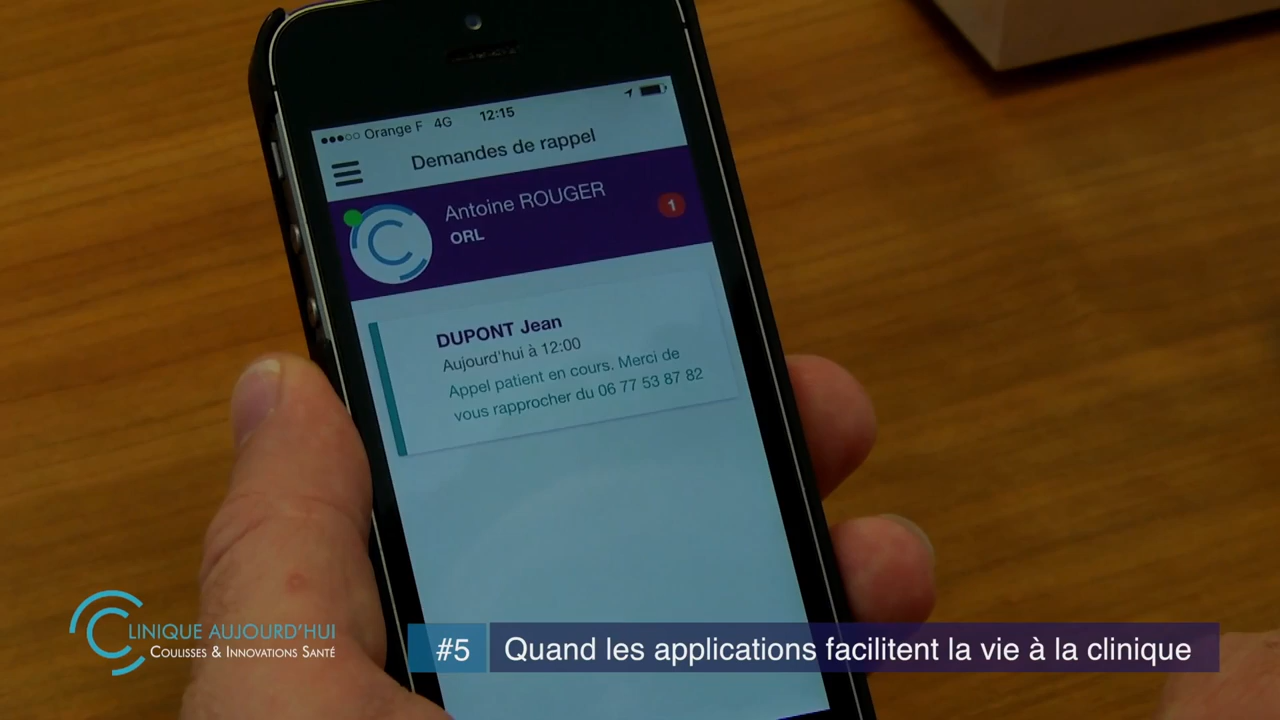 Orange F 4G 12:15
Demandes de rappel
Antoine ROUGER
1
ORL
DUPONT Jean
Aujourd'hui à 12:00
Appel patient en cours. Merci de
vous rapprocher du 06 77 53 87 82
CLINIQUE AUJOURD'HUI
COULISSES & INNOVATIONS SANTÉ
#5 Quand les applications facilitent la vie à la clinique